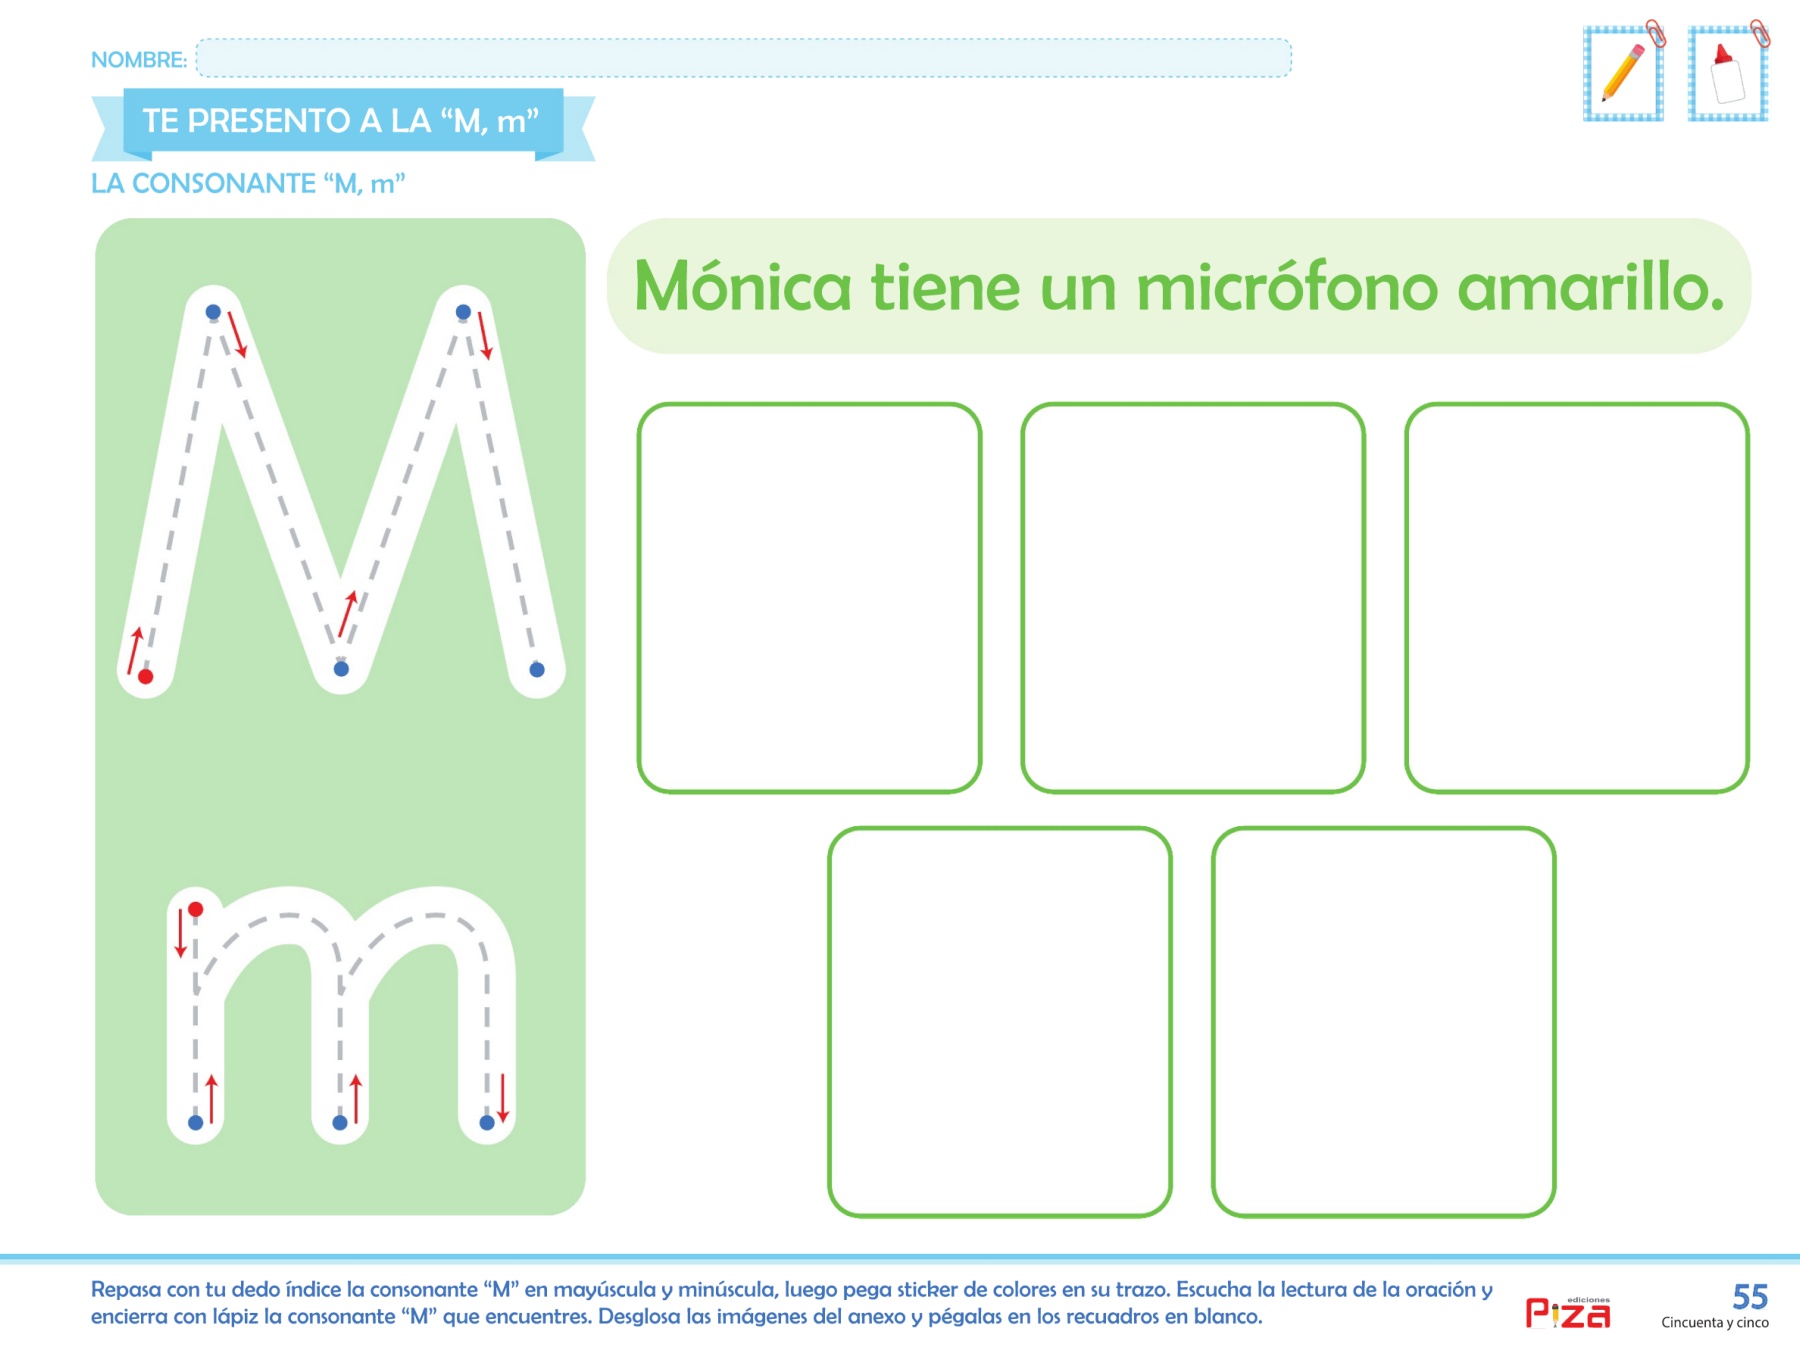 NOMBRE:
TE PRESENTO A LA “M, m”
LA CONSONANTE “M, m”
Mónica tiene un micrófono amarillo.
M
m
Repasa con tu dedo índice la consonante “M” en mayúscula y minúscula, luego pega sticker de colores en su trazo. Escucha la lectura de la oración y
encierra con lápiz la consonante “M” que encuentres. Desglosa las imágenes del anexo y pégalas en los recuadros en blanco.
ediciones
Piza
55
Cincuenta y cinco